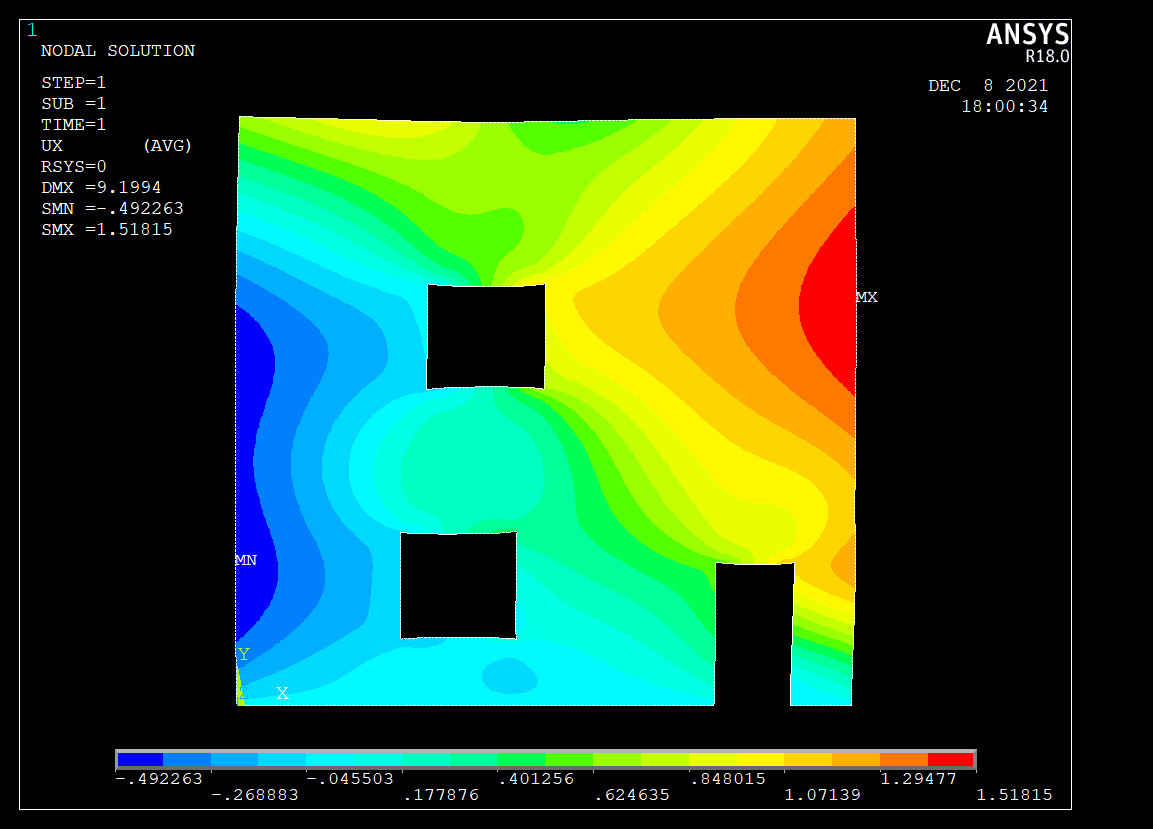 1
ANSYS
R18.0
NODAL SOLUTION
STEP=1
SUB =1
TIME=1
UX (AVG)
RSYS=0
DMX =9.1994
SMN =-.492263
SMX =1.51815
DEC 8 2021
18:00:34
MX
MN
Y
Z X
-.492263 -.045503 .401256 .848015 1.29477
-.268883 .177876 .624635 1.07139 1.51815